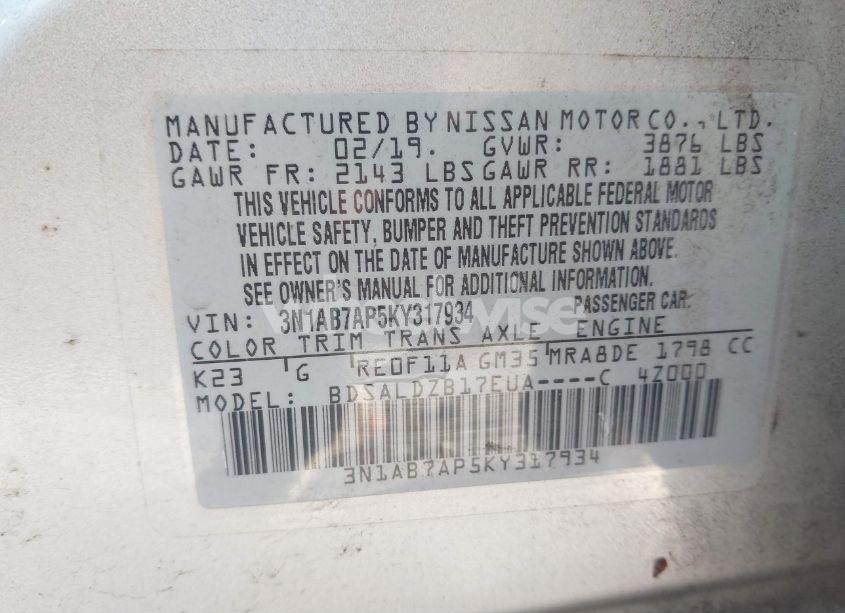 MANUFACTURED BY NISSAN MOTOR CO., LTD.
DATE: 02/19. GVWR: 3876 LBS
GAWR FR: 2143 LBS GAWR RR: 1881 LBS
THIS VEHICLE CONFORMS TO ALL APPLICABLE FEDERAL MOTOR
VEHICLE SAFETY, BUMPER AND THEFT PREVENTION STANDARDS
IN EFFECT ON THE DATE OF MANUFACTURE SHOWN ABOVE.
SEE OWNER'S MANUAL FOR ADDITIONAL INFORMATION.
VIN: 3N1AB7AP5KY317934 PASSENGER CAR
COLOR TRIM TRANS AXLE ENGINE
K23 G RE0F11A GM35 MRA8DE 1798 CC
MODEL: BDSALDZB17EUA----C 4Z000
3N1AB7AP5KY317934